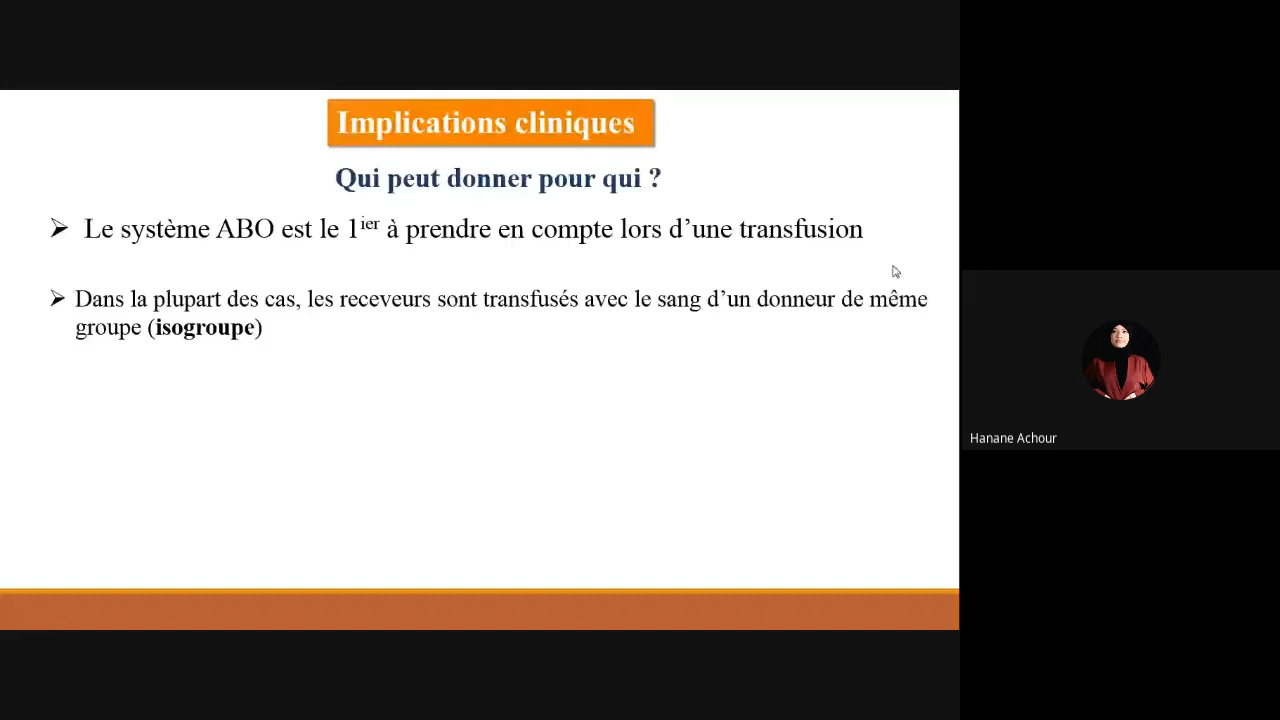 Implications cliniques
Qui peut donner pour qui ?
➢ Le système ABO est le 1ier à prendre en compte lors d’une transfusion
➢ Dans la plupart des cas, les receveurs sont transfusés avec le sang d’un donneur de même
groupe (isogroupe)
Hanane Achour